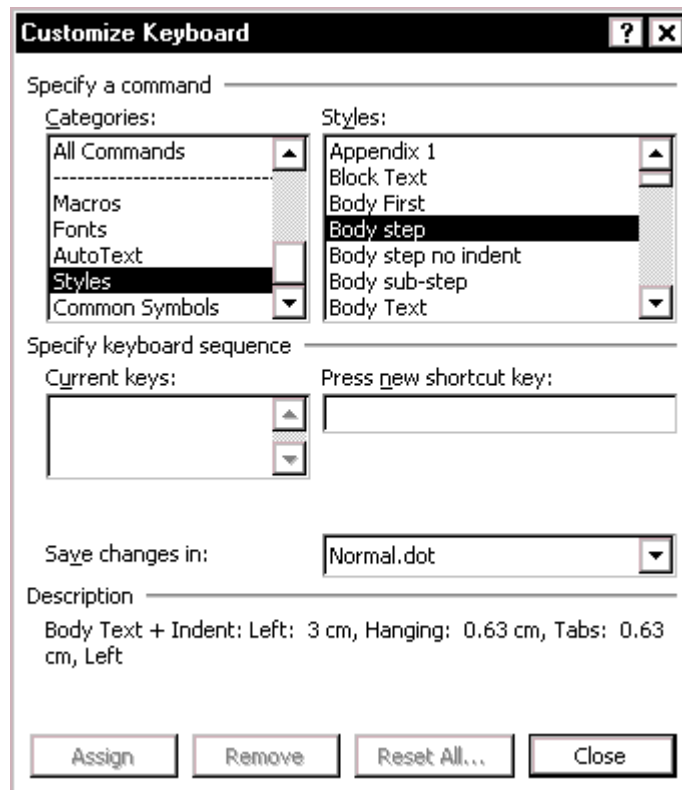 Customize Keyboard
Specify a command
Categories:
All Commands
--------------------------
Macros
Fonts
AutoText
Styles
Common Symbols
Styles:
Appendix 1
Block Text
Body First
Body step
Body step no indent
Body sub-step
Body Text
Specify keyboard sequence
Current keys:
Press new shortcut key:
Save changes in:
Normal.dot
Description
Body Text + Indent: Left:  3 cm, Hanging:  0.63 cm, Tabs:  0.63
cm, Left
Assign
Remove
Reset All...
Close